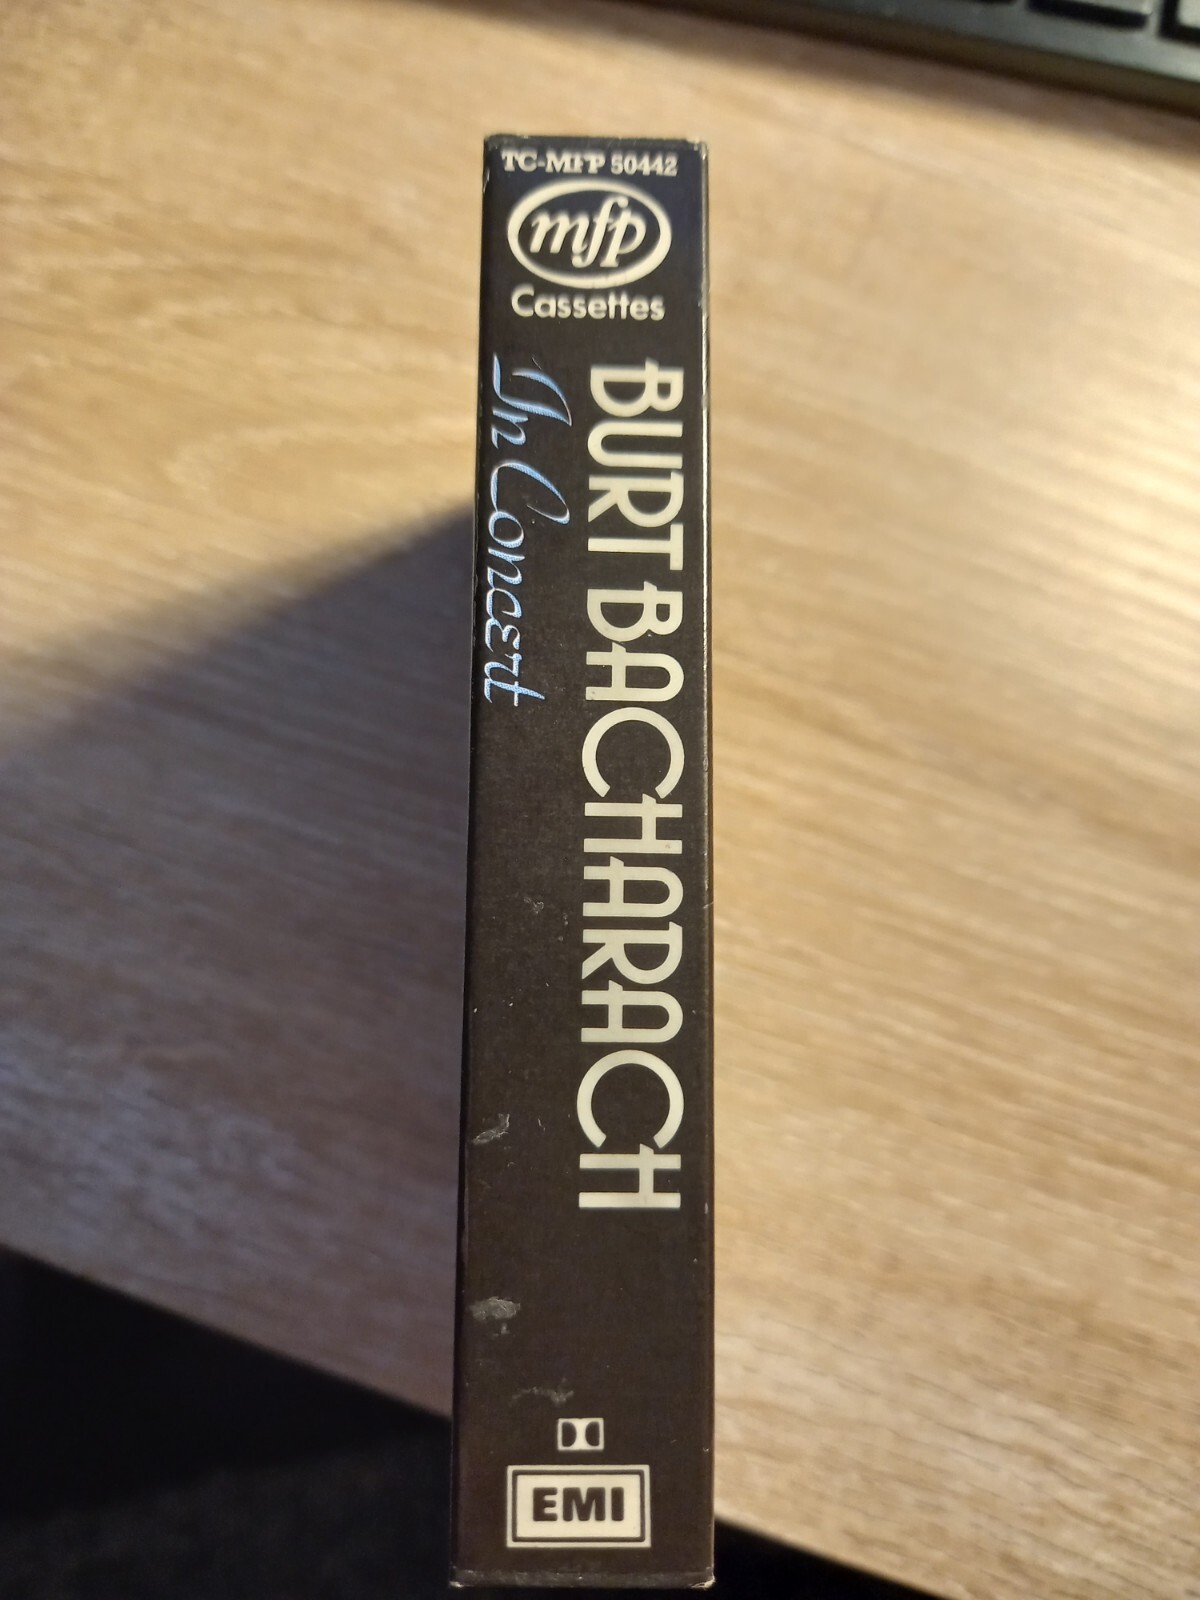 TC-MFP 50442
mfp
Cassettes
BURT BACHARACH
In Concert
EMI